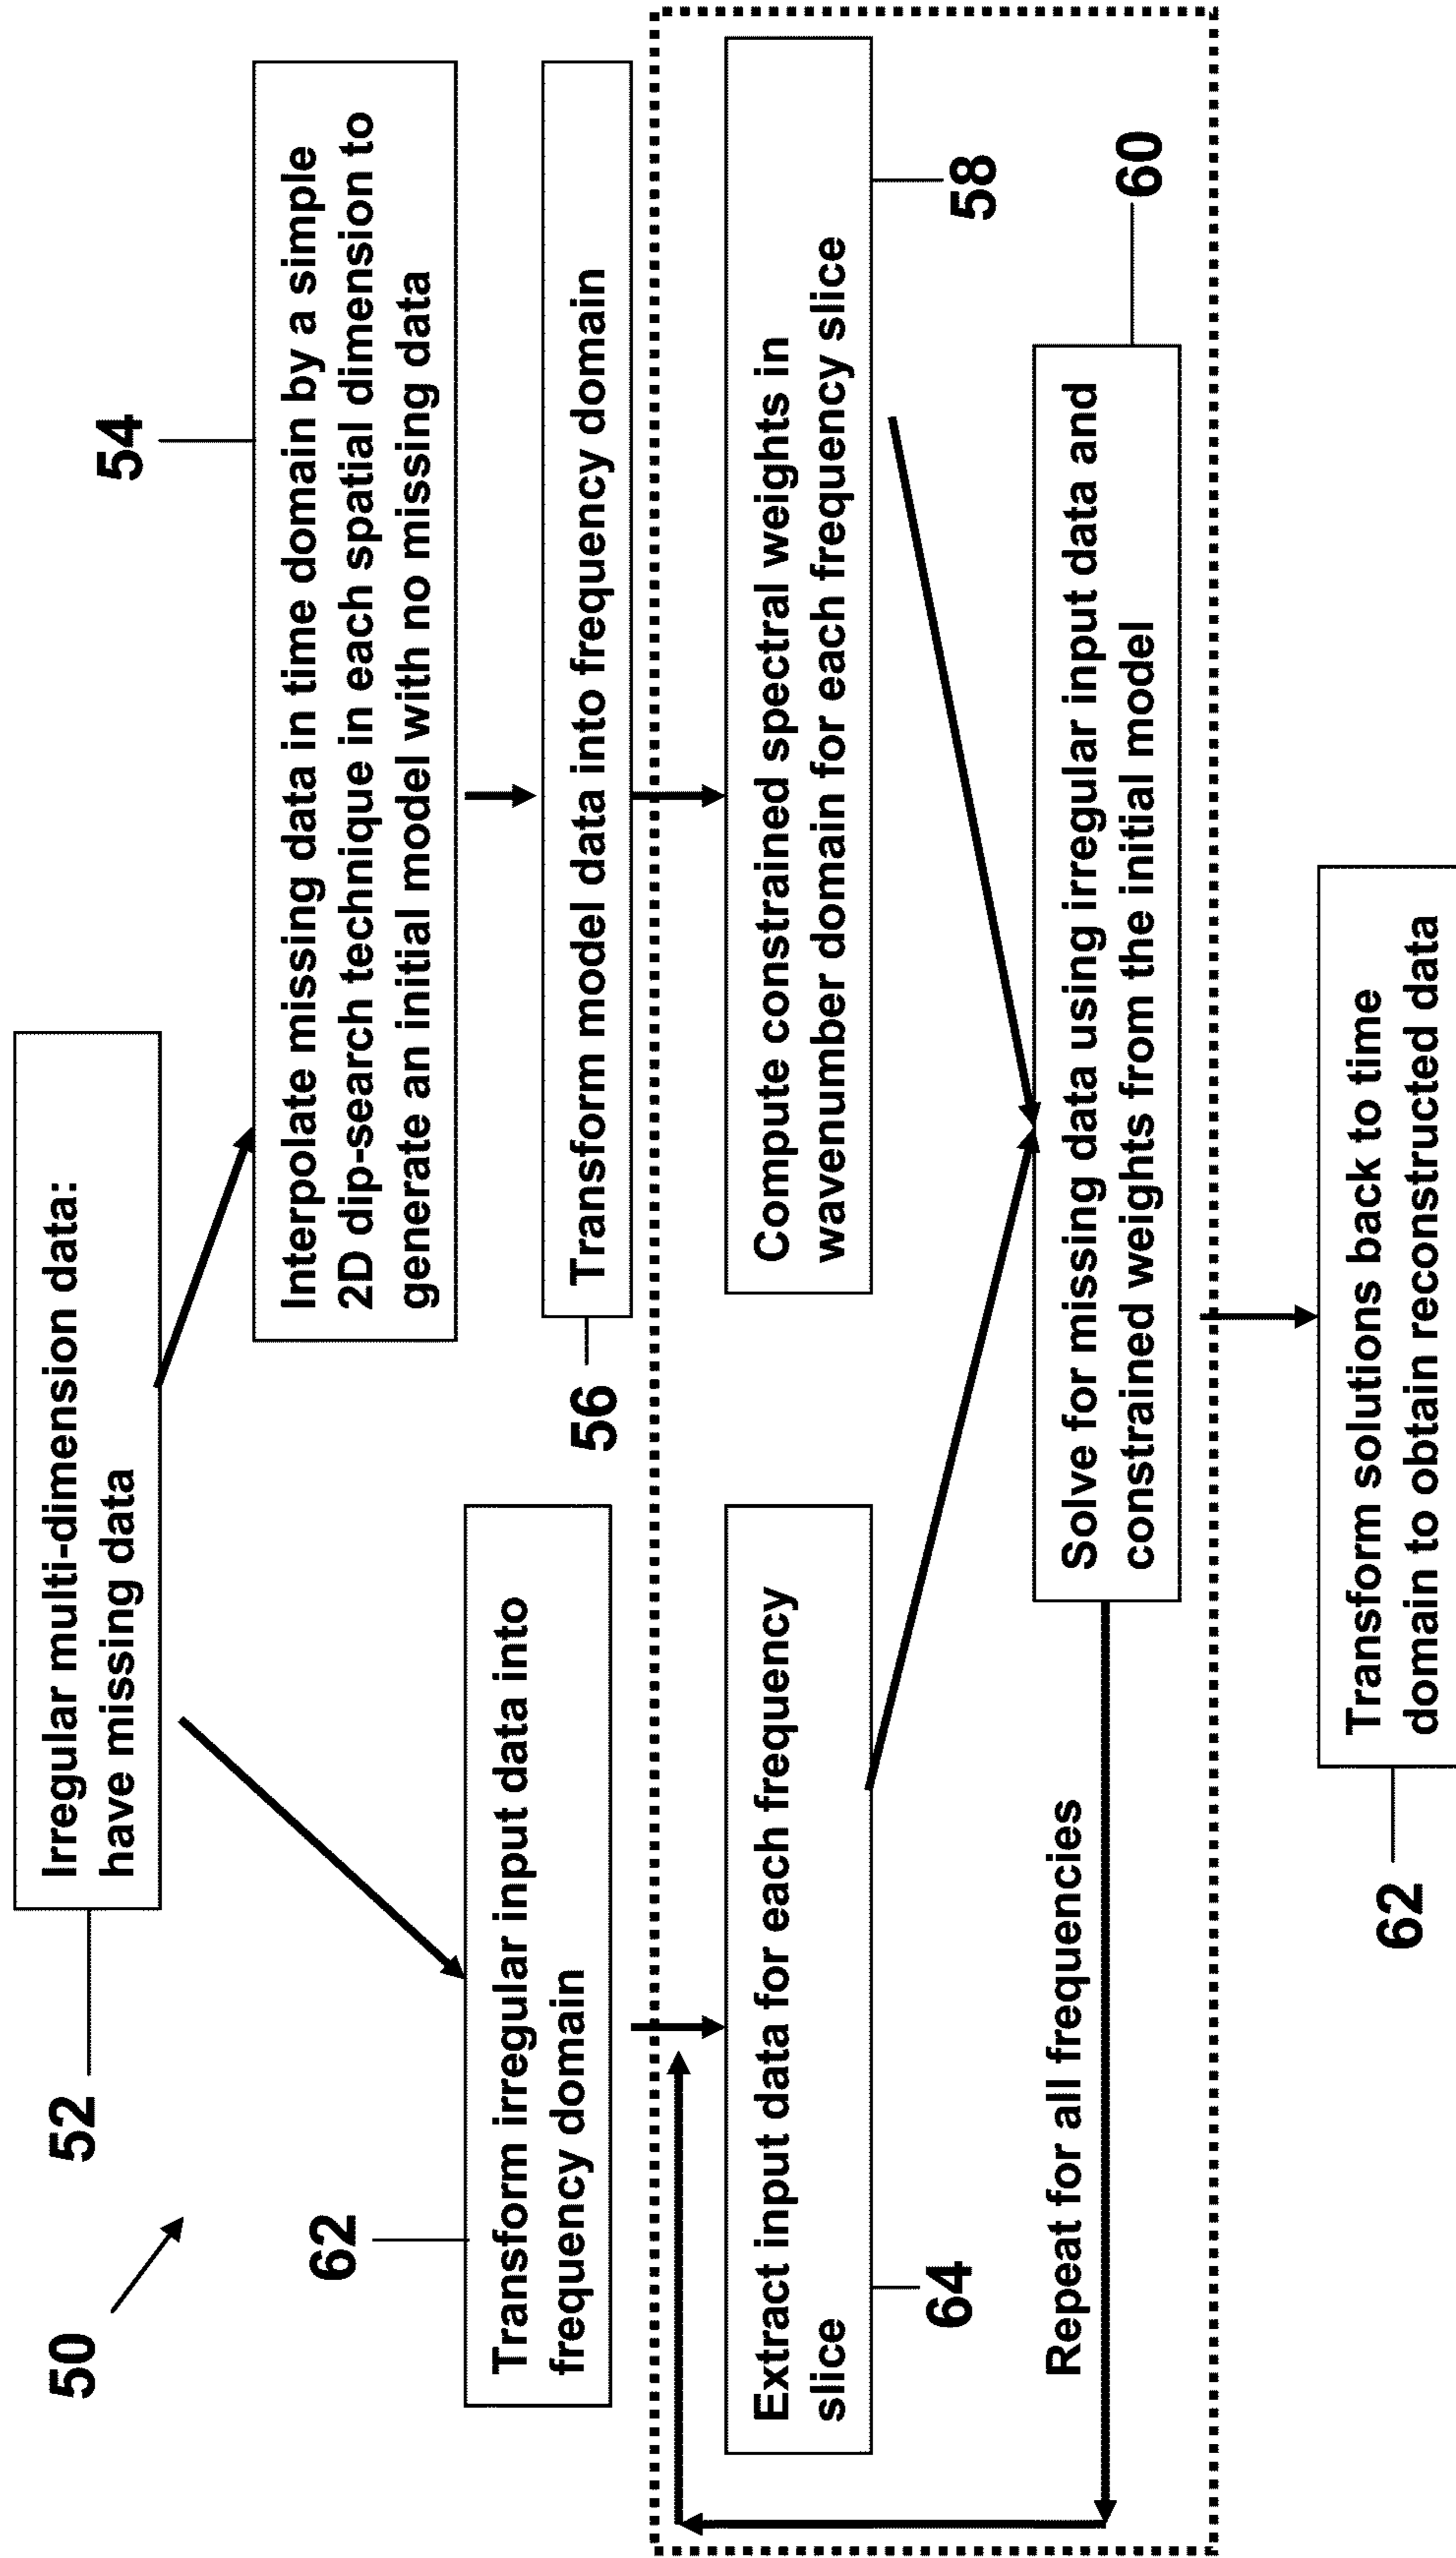 50
52
Irregular multi-dimension data:
have missing data
54
Interpolate missing data in time domain by a simple
2D dip-search technique in each spatial dimension to
generate an initial model with no missing data
62
Transform irregular input data into
frequency domain
56
Transform model data into frequency domain
Extract input data for each frequency
slice
64
Compute constrained spectral weights in
wavenumber domain for each frequency slice
58
Repeat for all frequencies
Solve for missing data using irregular input data and
constrained weights from the initial model
60
62
Transform solutions back to time
domain to obtain reconstructed data